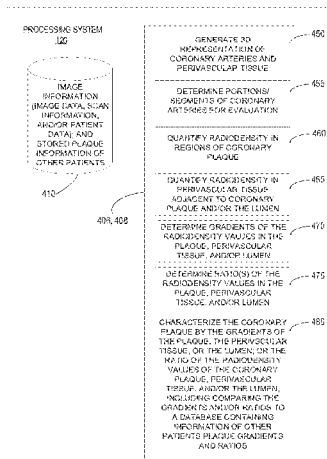 PROCESSING SYSTEM
120
IMAGE
INFORMATION
(IMAGE DATA, SCAN
INFORMATION,
AND/OR PATIENT
DATA); AND
STORED PLAQUE
INFORMATION OF
OTHER PATIENTS
410
406, 408
GENERATE 3D
REPRESENTATION OF
CORONARY ARTERIES AND
PERIVASCULAR TISSUE
450
DETERMINE PORTIONS/
SEGMENTS OF CORONARY
ARTERIES FOR EVALUATION
455
QUANTIFY RADIODENSITY IN
REGIONS OF CORONARY
PLAQUE
460
QUANTIFY RADIODENSITY IN
PERIVASCULAR TISSUE
ADJACENT TO CORONARY
PLAQUE AND/OR THE LUMEN
DETERMINE GRADIENTS OF THE
RADIODENSITY VALUES IN THE
PLAQUE, PERIVASCULAR
TISSUE, AND/OR LUMEN
470
DETERMINE RATIO(S) OF THE
RADIODENSITY VALUES IN THE
PLAQUE, PERIVASCULAR
TISSUE, AND/OR LUMEN
475
CHARACTERIZE THE CORONARY
PLAQUE BY THE GRADIENTS OF
THE PLAQUE, THE PERIVASCULAR
TISSUE, OR THE LUMEN; OR THE
RATIO OF THE RADIODENSITY
VALUES OF THE CORONARY
PLAQUE, PERIVASCULAR
TISSUE, AND/OR THE LUMEN,
INCLUDING COMPARING THE
GRADIENTS AND/OR RATIOS TO
A DATABASE CONTAINING
INFORMATION OF OTHER
PATIENTS PLAQUE GRADIENTS
AND RATIOS